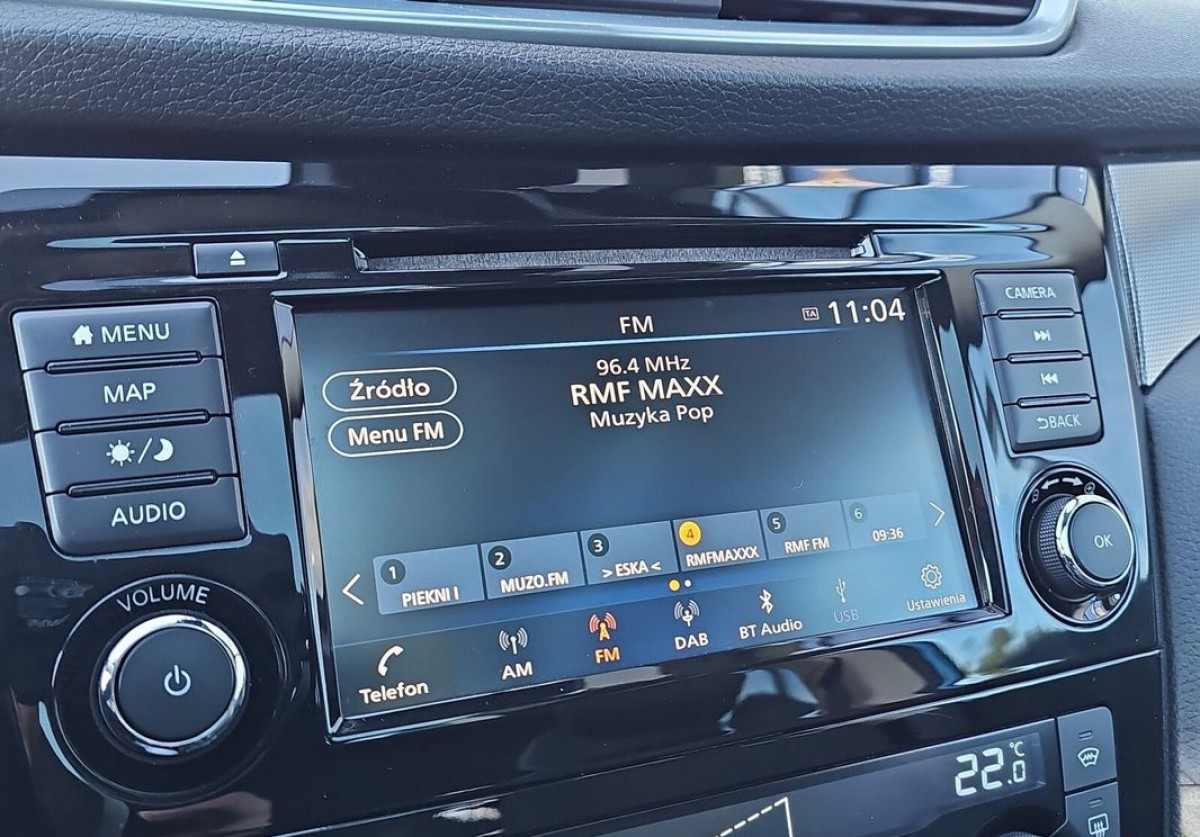 MENU
MAP
AUDIO
VOLUME
FM
TA 11:04
96.4 MHz
RMF MAXX
Muzyka Pop
Źródło
Menu FM
1 PIEKNI I
2 MUZO.FM
3 > ESKA <
4 RMFMAXXX
5 RMF FM
6 09:36
Telefon
AM
FM
DAB
BT Audio
USB
Ustawienia
CAMERA
BACK
OK
22.0 °C